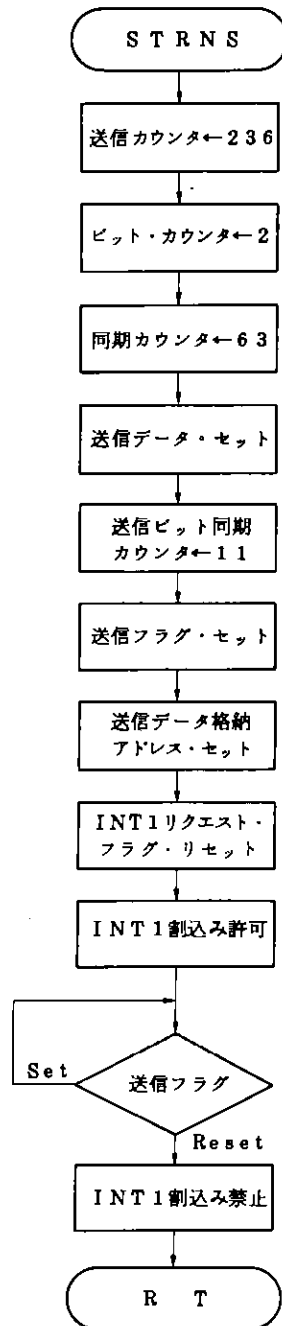 STRNS
送信カウンタ←236
ビット・カウンタ←2
同期カウンタ←63
送信データ・セット
送信ビット同期
カウンタ←11
送信フラグ・セット
送信データ格納
アドレス・セット
INT1リクエスト・
フラグ・リセット
INT1割込み許可
送信フラグ
Set
Reset
INT1割込み禁止
R T